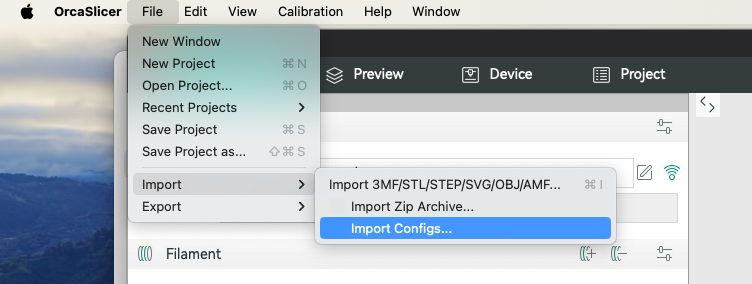 OrcaSlicer File Edit View Calibration Help Window
New Window
New Project ⌘ N
Open Project... ⌘ O
Recent Projects
Save Project ⌘ S
Save Project as... ⇧ ⌘ S
Import
Export
Preview Device Project
Import 3MF/STL/STEP/SVG/OBJ/AMF... ⌘ I
Import Zip Archive...
Import Configs...
Filament